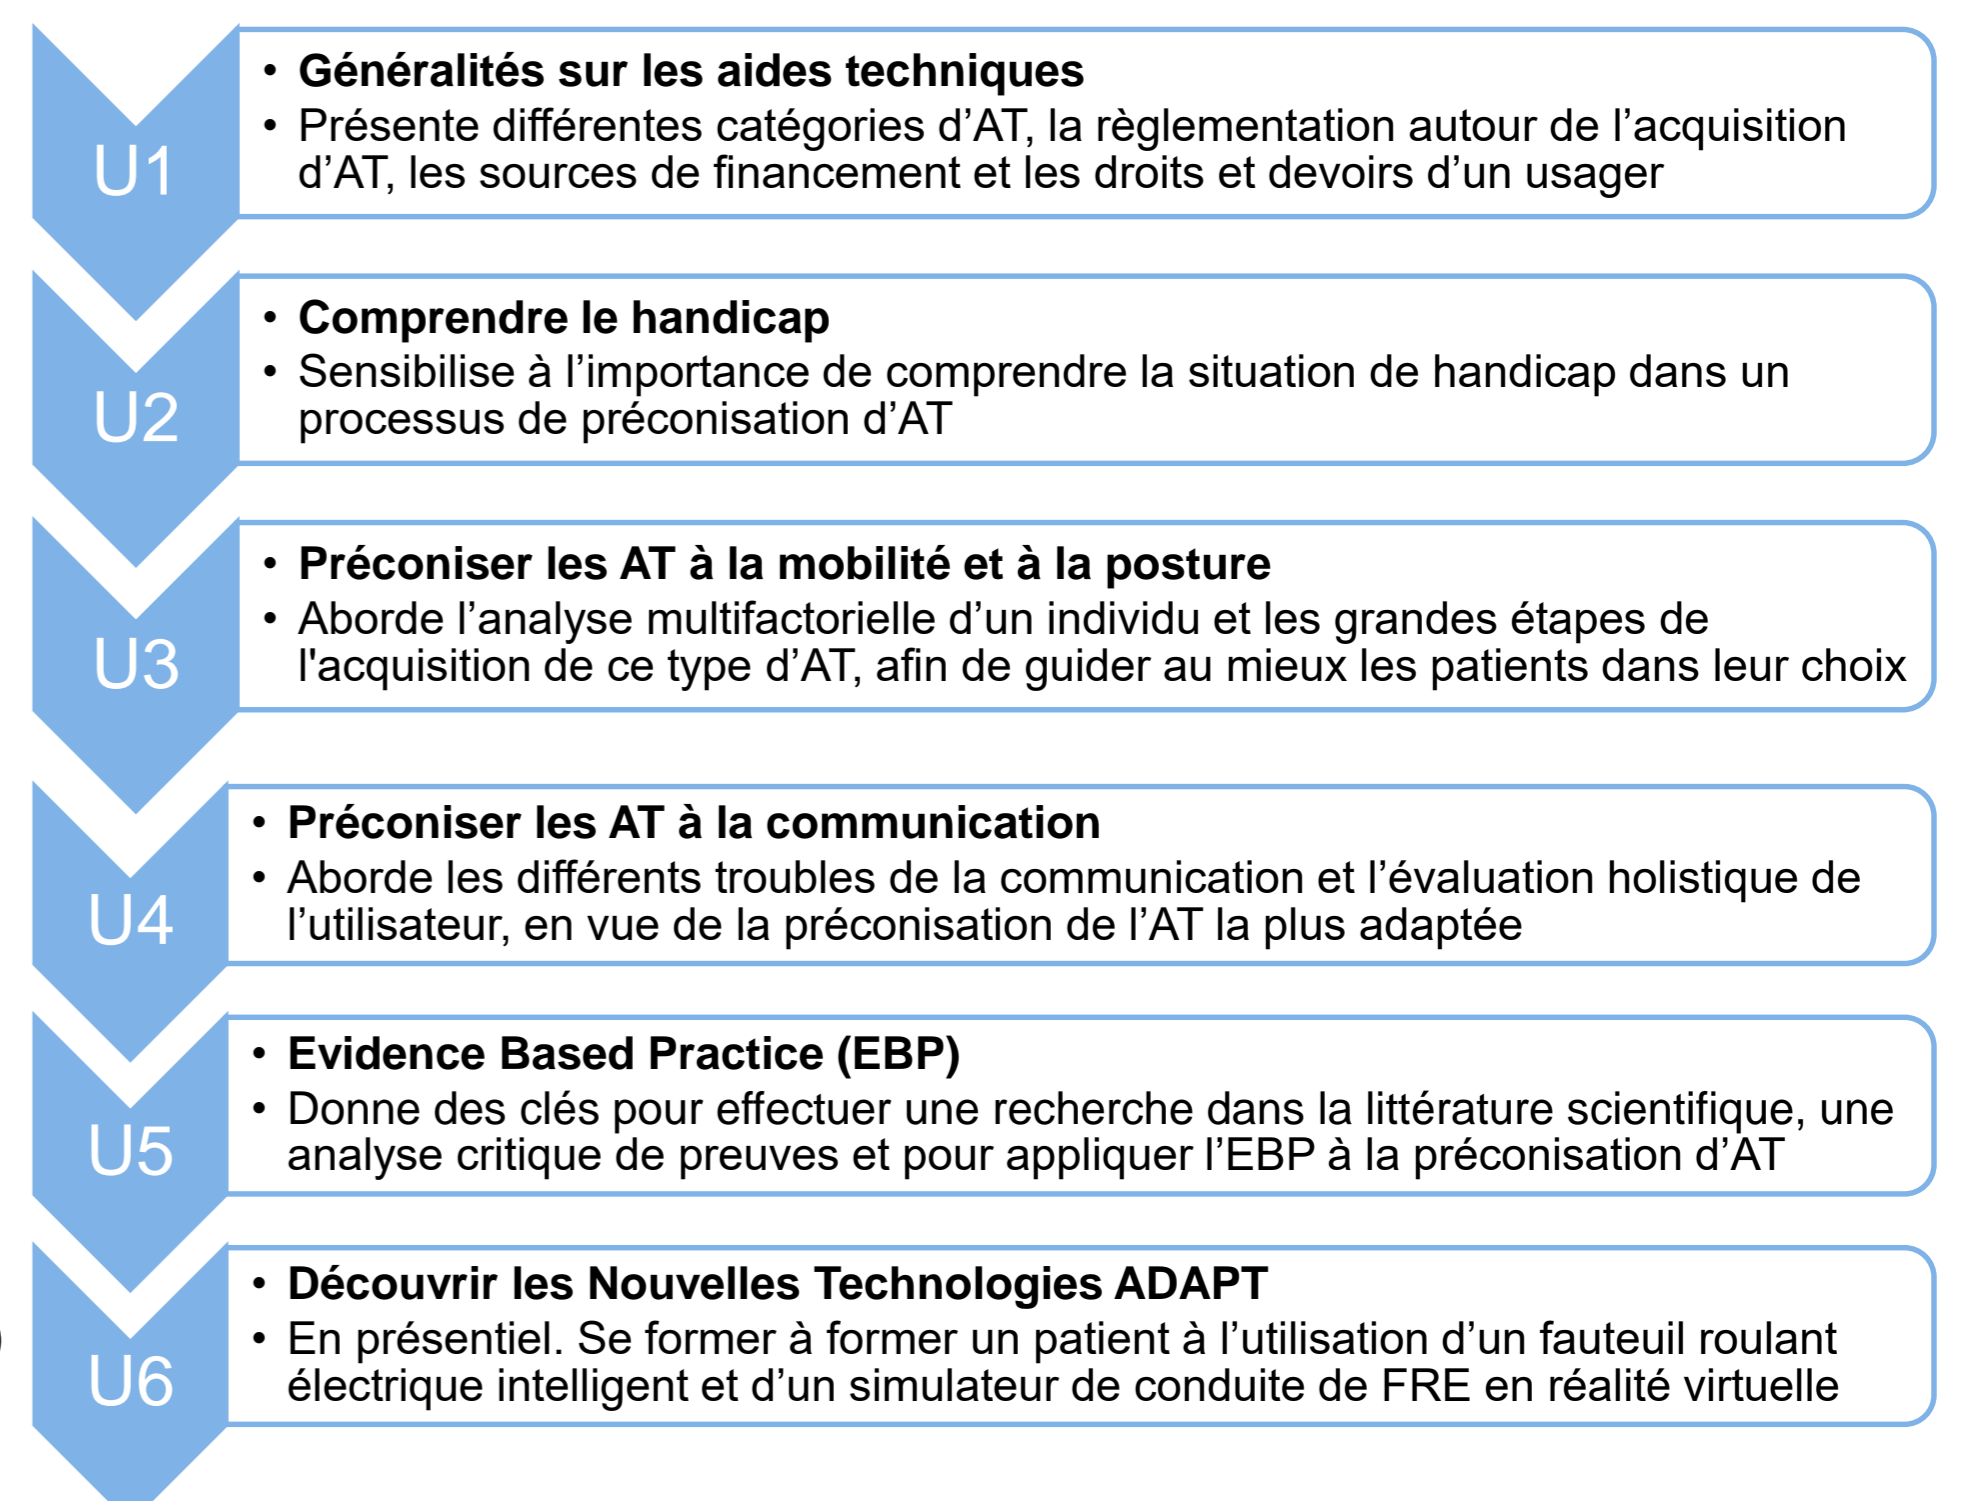 U1
• Généralités sur les aides techniques
• Présente différentes catégories d’AT, la règlementation autour de l’acquisition
d’AT, les sources de financement et les droits et devoirs d’un usager
U2
• Comprendre le handicap
• Sensibilise à l’importance de comprendre la situation de handicap dans un
processus de préconisation d’AT
U3
• Préconiser les AT à la mobilité et à la posture
• Aborde l’analyse multifactorielle d’un individu et les grandes étapes de
l'acquisition de ce type d’AT, afin de guider au mieux les patients dans leur choix
U4
• Préconiser les AT à la communication
• Aborde les différents troubles de la communication et l’évaluation holistique de
l’utilisateur, en vue de la préconisation de l’AT la plus adaptée
U5
• Evidence Based Practice (EBP)
• Donne des clés pour effectuer une recherche dans la littérature scientifique, une
analyse critique de preuves et pour appliquer l’EBP à la préconisation d’AT
U6
• Découvrir les Nouvelles Technologies ADAPT
• En présentiel. Se former à former un patient à l’utilisation d’un fauteuil roulant
électrique intelligent et d’un simulateur de conduite de FRE en réalité virtuelle